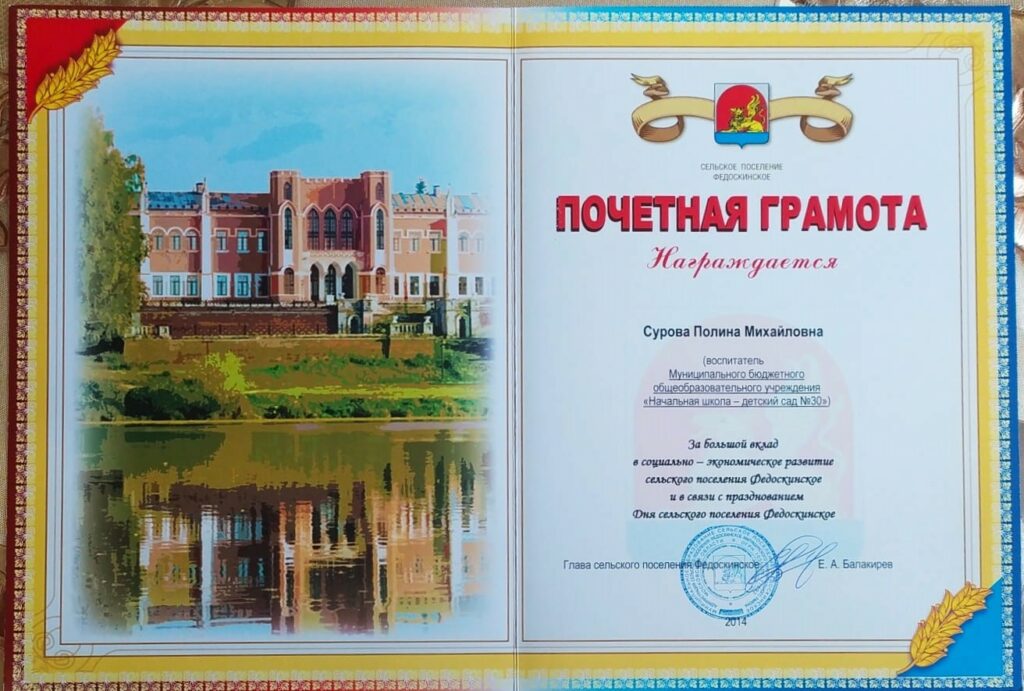 СЕЛЬСКОЕ ПОСЕЛЕНИЕ
ФЕДОСКИНСКОЕ
ПОЧЕТНАЯ ГРАМОТА
Награждается
Сурова Полина Михайловна
(воспитатель
Муниципального бюджетного
общеобразовательного учреждения
«Начальная школа – детский сад №30»)
За большой вклад
в социально – экономическое развитие
сельского поселения Федоскинское
и в связи с празднованием
Дня сельского поселения Федоскинское
Глава сельского поселения Федоскинское Е. А. Балакирев
2014